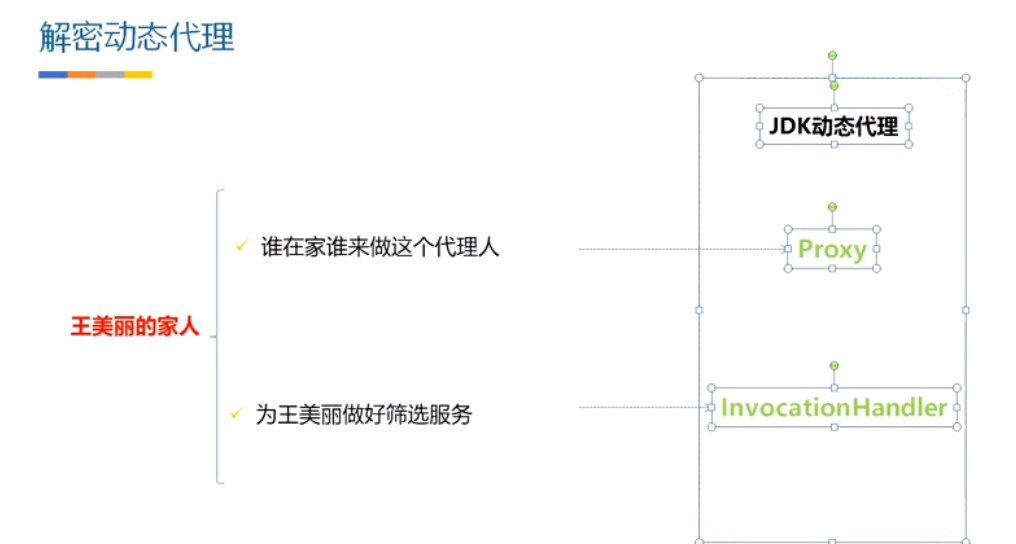 解密动态代理
JDK动态代理
谁在家谁来做这个代理人
Proxy
王美丽的家人
为王美丽做好筛选服务
InvocationHandler